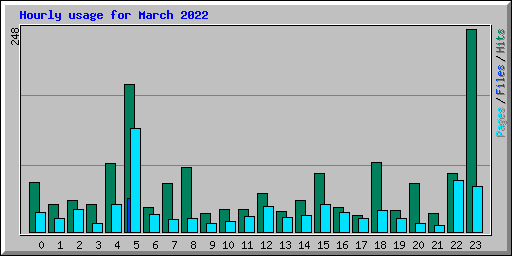 Hourly usage for March 2022
248
Pages/Files/Hits
0 1 2 3 4 5 6 7 8 9 10 11 12 13 14 15 16 17 18 19 20 21 22 23